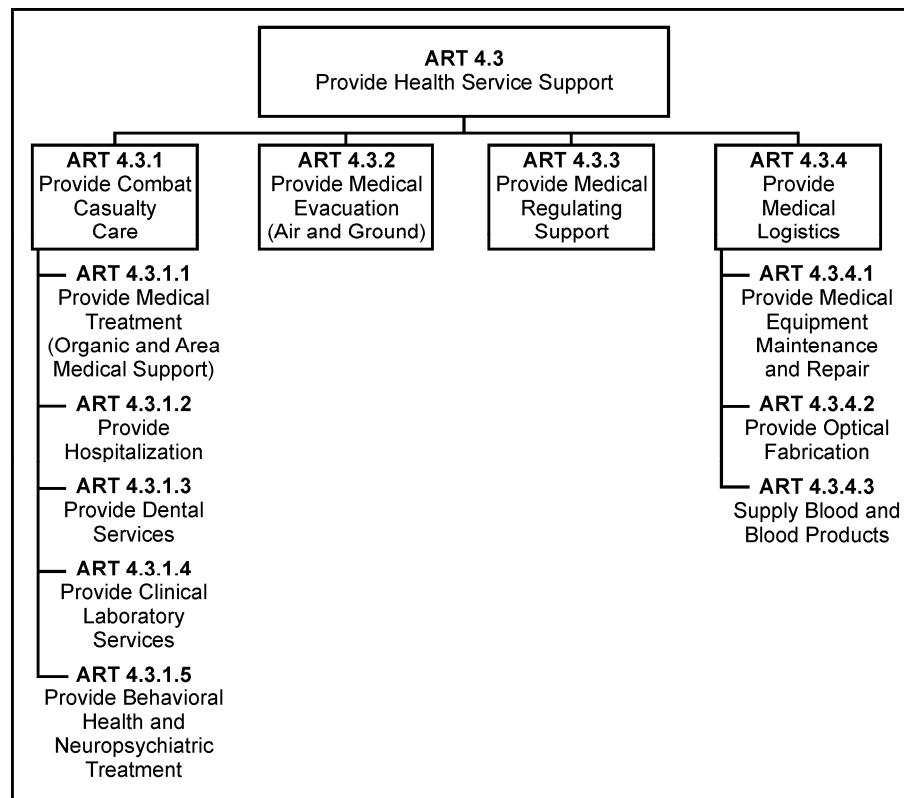 ART 4.3
Provide Health Service Support
ART 4.3.1
Provide Combat
Casualty
Care
ART 4.3.2
Provide Medical
Evacuation
(Air and Ground)
ART 4.3.3
Provide Medical
Regulating
Support
ART 4.3.4
Provide
Medical
Logistics
ART 4.3.1.1
Provide Medical
Treatment
(Organic and Area
Medical Support)
ART 4.3.1.2
Provide
Hospitalization
ART 4.3.1.3
Provide Dental
Services
ART 4.3.1.4
Provide Clinical
Laboratory
Services
ART 4.3.1.5
Provide Behavioral
Health and
Neuropsychiatric
Treatment
ART 4.3.4.1
Provide Medical
Equipment
Maintenance
and Repair
ART 4.3.4.2
Provide Optical
Fabrication
ART 4.3.4.3
Supply Blood and
Blood Products